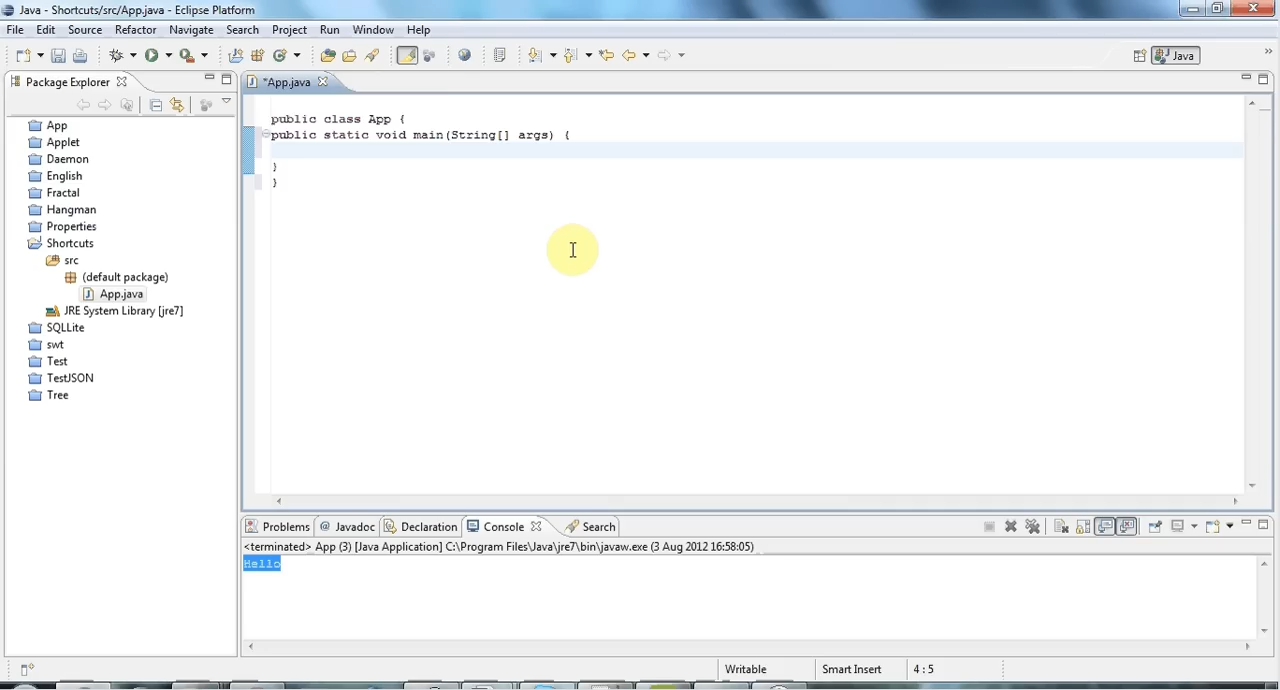 Java - Shortcuts/src/App.java - Eclipse Platform
File Edit Source Refactor Navigate Search Project Run Window Help
Java
Package Explorer
*App.java
App
Applet
Daemon
English
Fractal
Hangman
Properties
Shortcuts
src
(default package)
App.java
JRE System Library [jre7]
SQLLite
swt
Test
TestJSON
Tree
public class App {
public static void main(String[] args) {
}
}
Problems Javadoc Declaration Console Search
<terminated> App (3) [Java Application] C:\Program Files\Java\jre7\bin\javaw.exe (3 Aug 2012 16:58:05)
Hello
Writable Smart Insert 4 : 5